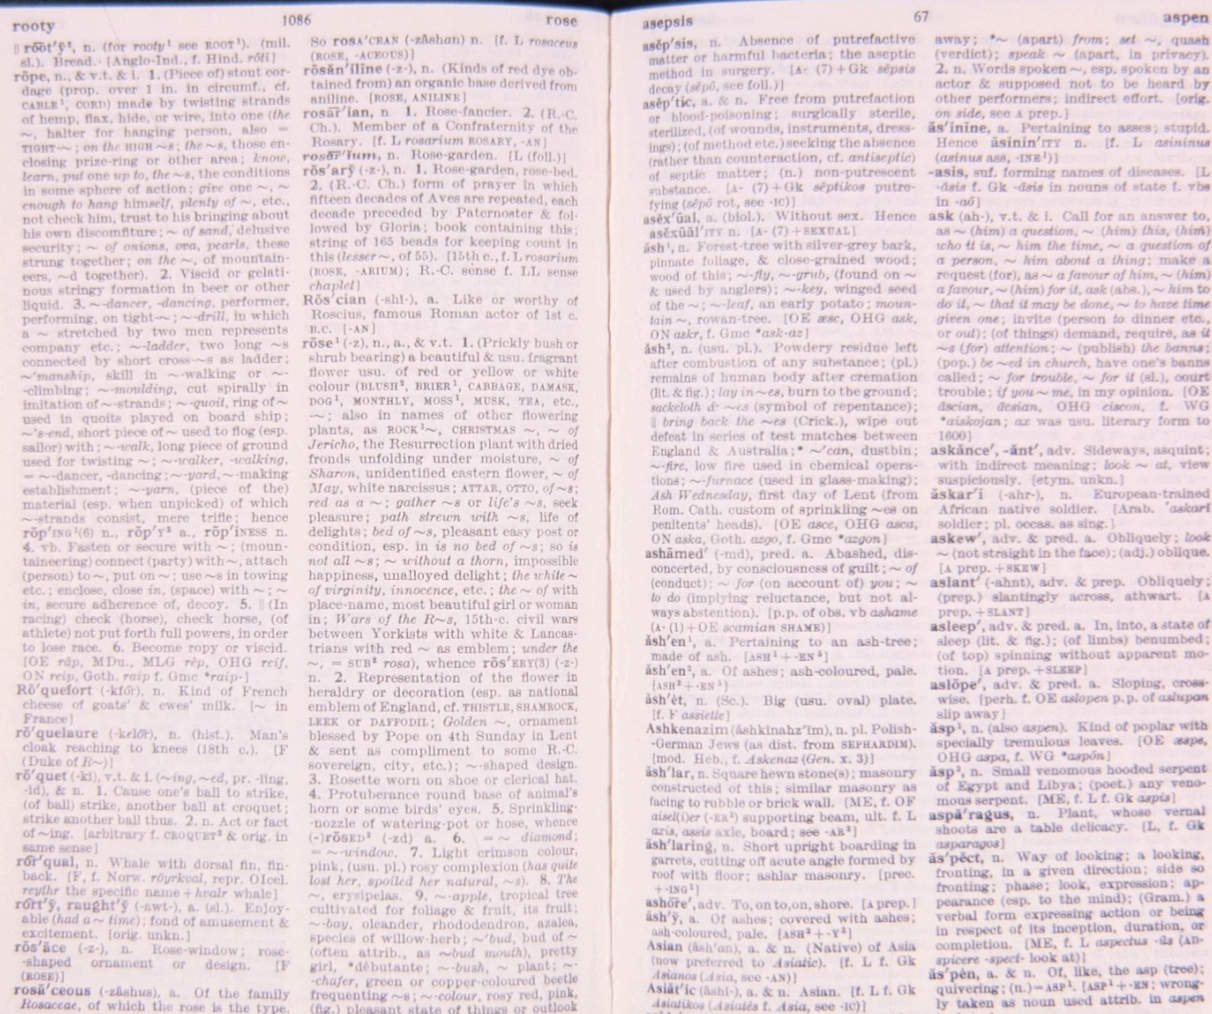 rooty 1086 rose
‖ rōōt'y̆², n. (for rooty¹ see ROOT¹). (mil.
sl.). Bread. [Anglo-Ind., f. Hind. rōti]
rōpe, n., & v.t. & i. 1. (Piece of) stout cor-
dage (prop. over 1 in. in circumf., cf.
CABLE¹, CORD) made by twisting strands
of hemp, flax, hide, or wire, into one (the
~, halter for hanging person, also =
TIGHT~; on the HIGH ~s; the ~s, those en-
closing prize-ring or other area; know,
learn, put one up to, the ~s, the conditions
in some sphere of action; give one ~, ~
enough to hang himself, plenty of ~, etc.,
not check him, trust to his bringing about
his own discomfiture; ~ of sand, delusive
security; ~ of onions, ova, pearls, these
strung together; on the ~, of mountain-
eers, ~d together). 2. Viscid or gelati-
nous stringy formation in beer or other
liquid. 3. ~-dancer, -dancing, performer,
performing, on tight-~; ~-drill, in which
a ~ stretched by two men represents
company etc.; ~-ladder, two long ~s
connected by short cross-~s as ladder;
~'manship, skill in ~-walking or ~-
-climbing; ~-moulding, cut spirally in
imitation of ~-strands; ~-quoit, ring of ~
used in quoits played on board ship;
~'s-end, short piece of ~ used to flog (esp.
sailor) with; ~-walk, long piece of ground
used for twisting ~; ~-walker, -walking,
= ~-dancer, -dancing; ~-yard, ~-making
establishment; ~-yarn, (piece of the)
material (esp. when unpicked) of which
~-strands consist, mere trifle; hence
rōp'ING¹(6) n., rōp'Y² a., rōp'iNESS n.
4. vb. Fasten or secure with ~; (moun-
taineering) connect (party) with ~, attach
(person) to ~, put on ~; use ~s in towing
etc.; enclose, close in, (space) with ~; ~
in, secure adherence of, decoy. 5. ‖ (In
racing) check (horse), check horse, (of
athlete) not put forth full powers, in order
to lose race. 6. Become ropy or viscid.
[OE rāp, MDu., MLG rēp, OHG reif,
ON reip, Goth. raip f. Gmc *raip-]
Rō'quefort (-kfōr), n. Kind of French
cheese of goats' & ewes' milk. [~ in
France]
rō'quelaure (-kelōr), n. (hist.). Man's
cloak reaching to knees (18th c.). [F
(Duke of R~)]
rō'quet (-kĭ), v.t. & i. (~ing, ~ed, pr. -iing,
-id), & n. 1. Cause one's ball to strike,
(of ball) strike, another ball at croquet;
strike another ball thus. 2. n. Act or fact
of ~ing. [arbitrary f. CROQUET² & orig. in
same sense]
rôr'qual, n. Whale with dorsal fin, fin-
back. [F, f. Norw. röyrkval, repr. OIcel.
reythr the specific name + hvalr whale]
rôrt'y̆, raught'y̆ (-awt-), a. (sl.). Enjoy-
able (had a ~ time); fond of amusement &
excitement. [orig. unkn.]
rōs'ace (-z-), n. Rose-window; rose-
-shaped ornament or design. [F
(ROSE)]
rosā'ceous (-zāshus), a. Of the family
Rosaceae, of which the rose is the type.
So rosA'CEAN (-zāshan) n. [f. L rosaceus
(ROSE, -ACEOUS)]
rōsăn'iline (-z-), n. (Kinds of red dye ob-
tained from) an organic base derived from
aniline. [ROSE, ANILINE]
rosār'ian, n. 1. Rose-fancier. 2. (R.-C.
Ch.). Member of a Confraternity of the
Rosary. [f. L rosarium ROSARY, -AN]
rosār'ium, n. Rose-garden. [L (foll.)]
rōs'arў (-z-), n. 1. Rose-garden, rose-bed.
2. (R.-C. Ch.) form of prayer in which
fifteen decades of Aves are repeated, each
decade preceded by Paternoster & fol-
lowed by Gloria; book containing this;
string of 165 beads for keeping count in
this (lesser ~, of 55). [15th c., f. L rosarium
(ROSE, -ARIUM); R.-C. sense f. LL sense
chaplet]
Rōs'cian (-shĭ-), a. Like or worthy of
Roscius, famous Roman actor of 1st c.
B.C. [-AN]
rōse¹ (-z), n., a., & v.t. 1. (Prickly bush or
shrub bearing) a beautiful & usu. fragrant
flower usu. of red or yellow or white
colour (BLUSH², BRIER¹, CABBAGE, DAMASK,
DOG¹, MONTHLY, MOSS¹, MUSK, TEA, etc.,
-~; also in names of other flowering
plants, as ROCK¹~, CHRISTMAS ~, ~ of
Jericho, the Resurrection plant with dried
fronds unfolding under moisture, ~ of
Sharon, unidentified eastern flower, ~ of
May, white narcissus; ATTAR, OTTO, of ~s;
red as a ~; gather ~s or life's ~s, seek
pleasure; path strewn with ~s, life of
delights; bed of ~s, pleasant easy post or
condition, esp. in is no bed of ~s; so is
not all ~s; ~ without a thorn, impossible
happiness, unalloyed delight; the white ~
of virginity, innocence, etc.; the ~ of with
place-name, most beautiful girl or woman
in; Wars of the R~s, 15th-c. civil wars
between Yorkists with white & Lancas-
trians with red ~ as emblem; under the
~, = SUB² rosa), whence rōs'ERY(3) (-z-)
n. 2. Representation of the flower in
heraldry or decoration (esp. as national
emblem of England, cf. THISTLE, SHAMROCK,
LEEK or DAFFODIL; Golden ~, ornament
blessed by Pope on 4th Sunday in Lent
& sent as compliment to some R.-C.
sovereign, city, etc.); ~-shaped design.
3. Rosette worn on shoe or clerical hat.
4. Protuberance round base of animal's
horn or some birds' eyes. 5. Sprinkling-
-nozzle of watering-pot or hose, whence
(-)rōsED² (-zd) a. 6. = ~ diamond;
= ~-window. 7. Light crimson colour,
pink, (usu. pl.) rosy complexion (has quite
lost her, spoiled her natural, ~s). 8. The
~, erysipelas. 9. ~-apple, tropical tree
cultivated for foliage & fruit, its fruit;
~-bay, oleander, rhododendron, azalea,
species of willow-herb; ~'bud, bud of ~
(often attrib., as ~bud mouth), pretty
girl, *débutante; ~-bush, ~ plant; ~-
-chafer, green or copper-coloured beetle
frequenting ~s; ~-colour, rosy red, pink,
(fig.) pleasant state of things or outlook
asepsis 67 aspen
asĕp'sis, n. Absence of putrefactive
matter or harmful bacteria; the aseptic
method in surgery. [A- (7) + Gk sēpsis
decay (sēpō, see foll.)]
asĕp'tic, a. & n. Free from putrefaction
or blood-poisoning; surgically sterile,
sterilized, (of wounds, instruments, dress-
ings); (of method etc.) seeking the absence
(rather than counteraction, cf. antiseptic)
of septic matter; (n.) non-putrescent
substance. [A- (7) + Gk sēptikos putre-
fying (sēpō rot, see -IC)]
asĕx'ūal, a. (biol.). Without sex. Hence
asĕxūăl'ITY n. [A- (7) + SEXUAL]
ăsh¹, n. Forest-tree with silver-grey bark,
pinnate foliage, & close-grained wood;
wood of this; ~-fly, ~-grub, (found on ~
& used by anglers); ~-key, winged seed
of the ~; ~-leaf, an early potato; moun-
tain ~, rowan-tree. [OE æsc, OHG ask,
ON askr, f. Gmc *ask-az]
ăsh², n. (usu. pl.). Powdery residue left
after combustion of any substance; (pl.)
remains of human body after cremation
(lit. & fig.); lay in ~es, burn to the ground;
sackcloth & ~es (symbol of repentance);
‖ bring back the ~es (Crick.), wipe out
defeat in series of test matches between
England & Australia; * ~'can, dustbin;
~-fire, low fire used in chemical opera-
tions; ~-furnace (used in glass-making);
Ash Wednesday, first day of Lent (from
Rom. Cath. custom of sprinkling ~es on
penitents' heads). [OE asce, OHG asca,
ON aska, Goth. azgo, f. Gmc *azgon]
ashāmed' (-md), pred. a. Abashed, dis-
concerted, by consciousness of guilt; ~ of
(conduct); ~ for (on account of) you; ~
to do (implying reluctance, but not al-
ways abstention). [p.p. of obs. vb ashame
(A- (1) + OE scamian SHAME)]
ăsh'en¹, a. Pertaining to an ash-tree;
made of ash. [ASH¹ + -EN⁵]
ăsh'en², a. Of ashes; ash-coloured, pale.
[ASH² + -EN⁵]
ăsh'ĕt, n. (Sc.). Big (usu. oval) plate.
[f. F assiette]
Ashkenazim (ăshkinahz'ĭm), n. pl. Polish-
-German Jews (as dist. from SEPHARDIM).
[mod. Heb., f. Askenaz (Gen. x. 3)]
ăsh'lar, n. Square hewn stone(s); masonry
constructed of this; similar masonry as
facing to rubble or brick wall. [ME, f. OF
aisel(i)er (-ER²) supporting beam, ult. f. L
axis, assis axle, board; see -AR²]
ăsh'laring, n. Short upright boarding in
garrets, cutting off acute angle formed by
roof with floor; ashlar masonry. [prec.
+ -ING¹]
ashōre', adv. To, on to, on, shore. [A prep.]
ăsh'y̆, a. Of ashes; covered with ashes;
ash-coloured, pale. [ASH² + -Y²]
Asian (āsh'an), a. & n. (Native) of Asia
(now preferred to Asiatic). [f. L f. Gk
Asianos (Asia, see -AN)]
Asiăt'ic (āshi-), a. & n. Asian. [f. L f. Gk
Asiatikos (Asiatēs f. Asia, see -IC)]
away; * ~ (apart) from; set ~, quash
(verdict); speak ~ (apart, in privacy).
2. n. Words spoken ~, esp. spoken by an
actor & supposed not to be heard by
other performers; indirect effort. [orig.
on side, see A prep.]
ăs'inine, a. Pertaining to asses; stupid.
Hence ăsinin'ITY n. [f. L asininus
(asinus ass, -INE¹)]
-asis, suf. forming names of diseases. [L
-āsis f. Gk -āsis in nouns of state f. vbs
in -aō]
ask (ah-), v.t. & i. Call for an answer to,
as ~ (him) a question, ~ (him) this, (him)
who it is, ~ him the time, ~ a question of
a person, ~ him about a thing; make a
request (for), as ~ a favour of him, ~ (him)
a favour, ~ (him) for it, ask (abs.), ~ him to
do it, ~ that it may be done, ~ to have time
given one; invite (person to dinner etc.,
or out); (of things) demand, require, as it
~s (for) attention; ~ (publish) the banns;
(pop.) be ~ed in church, have one's banns
called; ~ for trouble, ~ for it (sl.), court
trouble; if you ~ me, in my opinion. [OE
āscian, ācsian, OHG eiscon, f. WG
*aiskojan; ax was usu. literary form to
1600]
askănce', -ănt', adv. Sideways, asquint;
with indirect meaning; look ~ at, view
suspiciously. [etym. unkn.]
ăskar'i (-ahr-), n. European-trained
African native soldier. [Arab. 'askari
soldier; pl. occas. as sing.]
askew', adv. & pred. a. Obliquely; look
~ (not straight in the face); (adj.) oblique.
[A prep. + SKEW]
aslant' (-ahnt), adv. & prep. Obliquely;
(prep.) slantingly across, athwart. [A
prep. + SLANT]
asleep', adv. & pred. a. In, into, a state of
sleep (lit. & fig.); (of limbs) benumbed;
(of top) spinning without apparent mo-
tion. [A prep. + SLEEP]
aslōpe', adv. & pred. a. Sloping, cross-
wise. [perh. f. OE aslopen p.p. of aslupan
slip away]
ăsp¹, n. (also aspen). Kind of poplar with
specially tremulous leaves. [OE æspe,
OHG aspa, f. WG *aspōn]
ăsp², n. Small venomous hooded serpent
of Egypt and Libya; (poet.) any veno-
mous serpent. [ME, f. L f. Gk aspis]
aspă'ragus, n. Plant, whose vernal
shoots are a table delicacy. [L, f. Gk
asparagos]
ăs'pĕct, n. Way of looking; a looking,
fronting, in a given direction; side so
fronting; phase; look, expression; ap-
pearance (esp. to the mind); (Gram.) a
verbal form expressing action or being
in respect of its inception, duration, or
completion. [ME, f. L aspectus -ūs (AD-
spicere -spect- look at)]
ăs'pen, a. & n. Of, like, the asp (tree);
quivering; (n.) = ASP¹. [ASP¹ + -EN; wrong-
ly taken as noun used attrib. in aspen